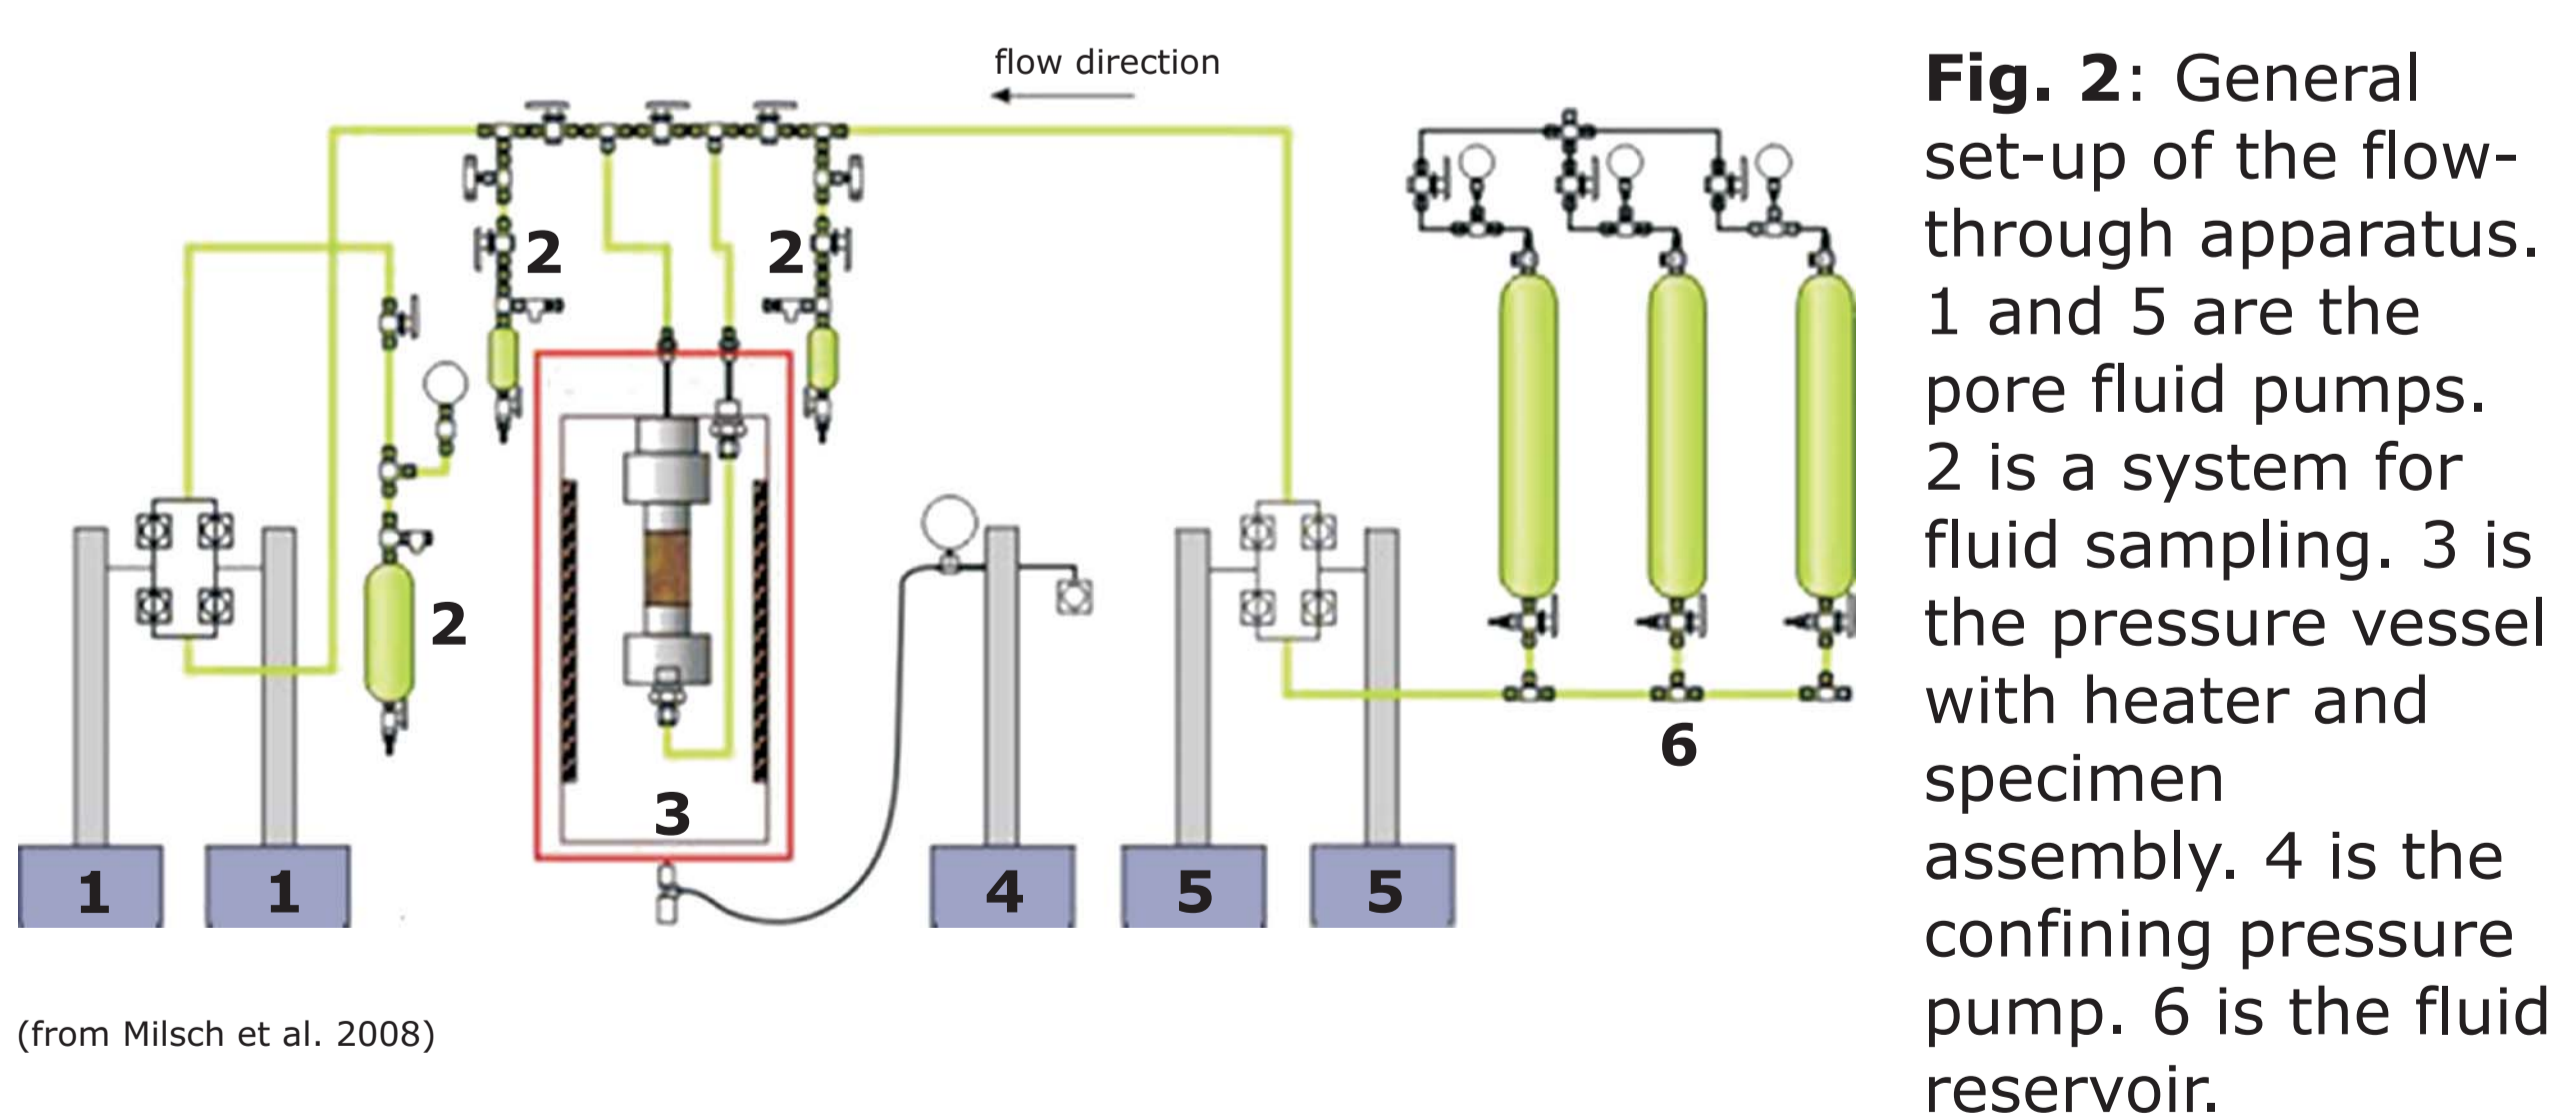 flow direction
2 2
2
3
6
1 1 4 5 5
(from Milsch et al. 2008)
Fig. 2: General
set-up of the flow-
through apparatus.
1 and 5 are the
pore fluid pumps.
2 is a system for
fluid sampling. 3 is
the pressure vessel
with heater and
specimen
assembly. 4 is the
confining pressure
pump. 6 is the fluid
reservoir.